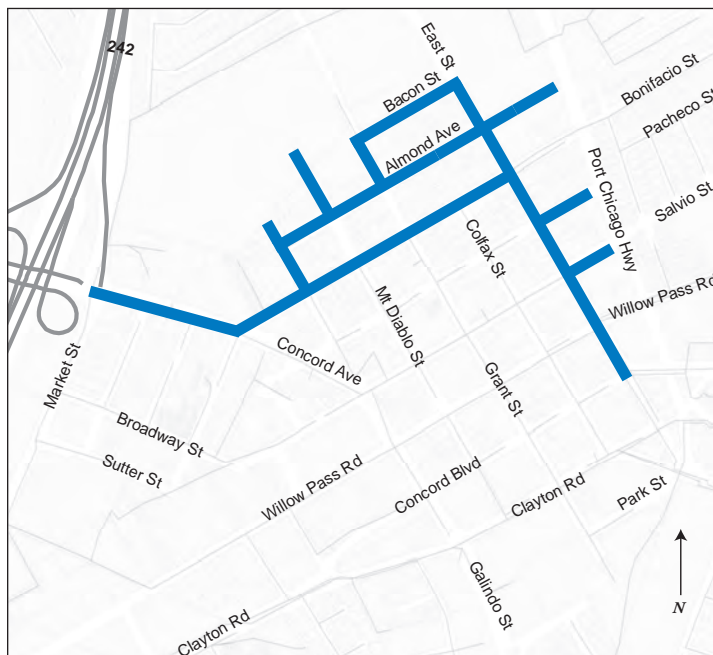 242
East St
Bacon St
Bonifacio St
Pacheco St
Almond Ave
Port Chicago Hwy
Salvio St
Colfax St
Willow Pass Rd
Mt Diablo St
Market St
Concord Ave
Grant St
Broadway St
Sutter St
Willow Pass Rd
Concord Blvd
Clayton Rd
Park St
Galindo St
Clayton Rd
N